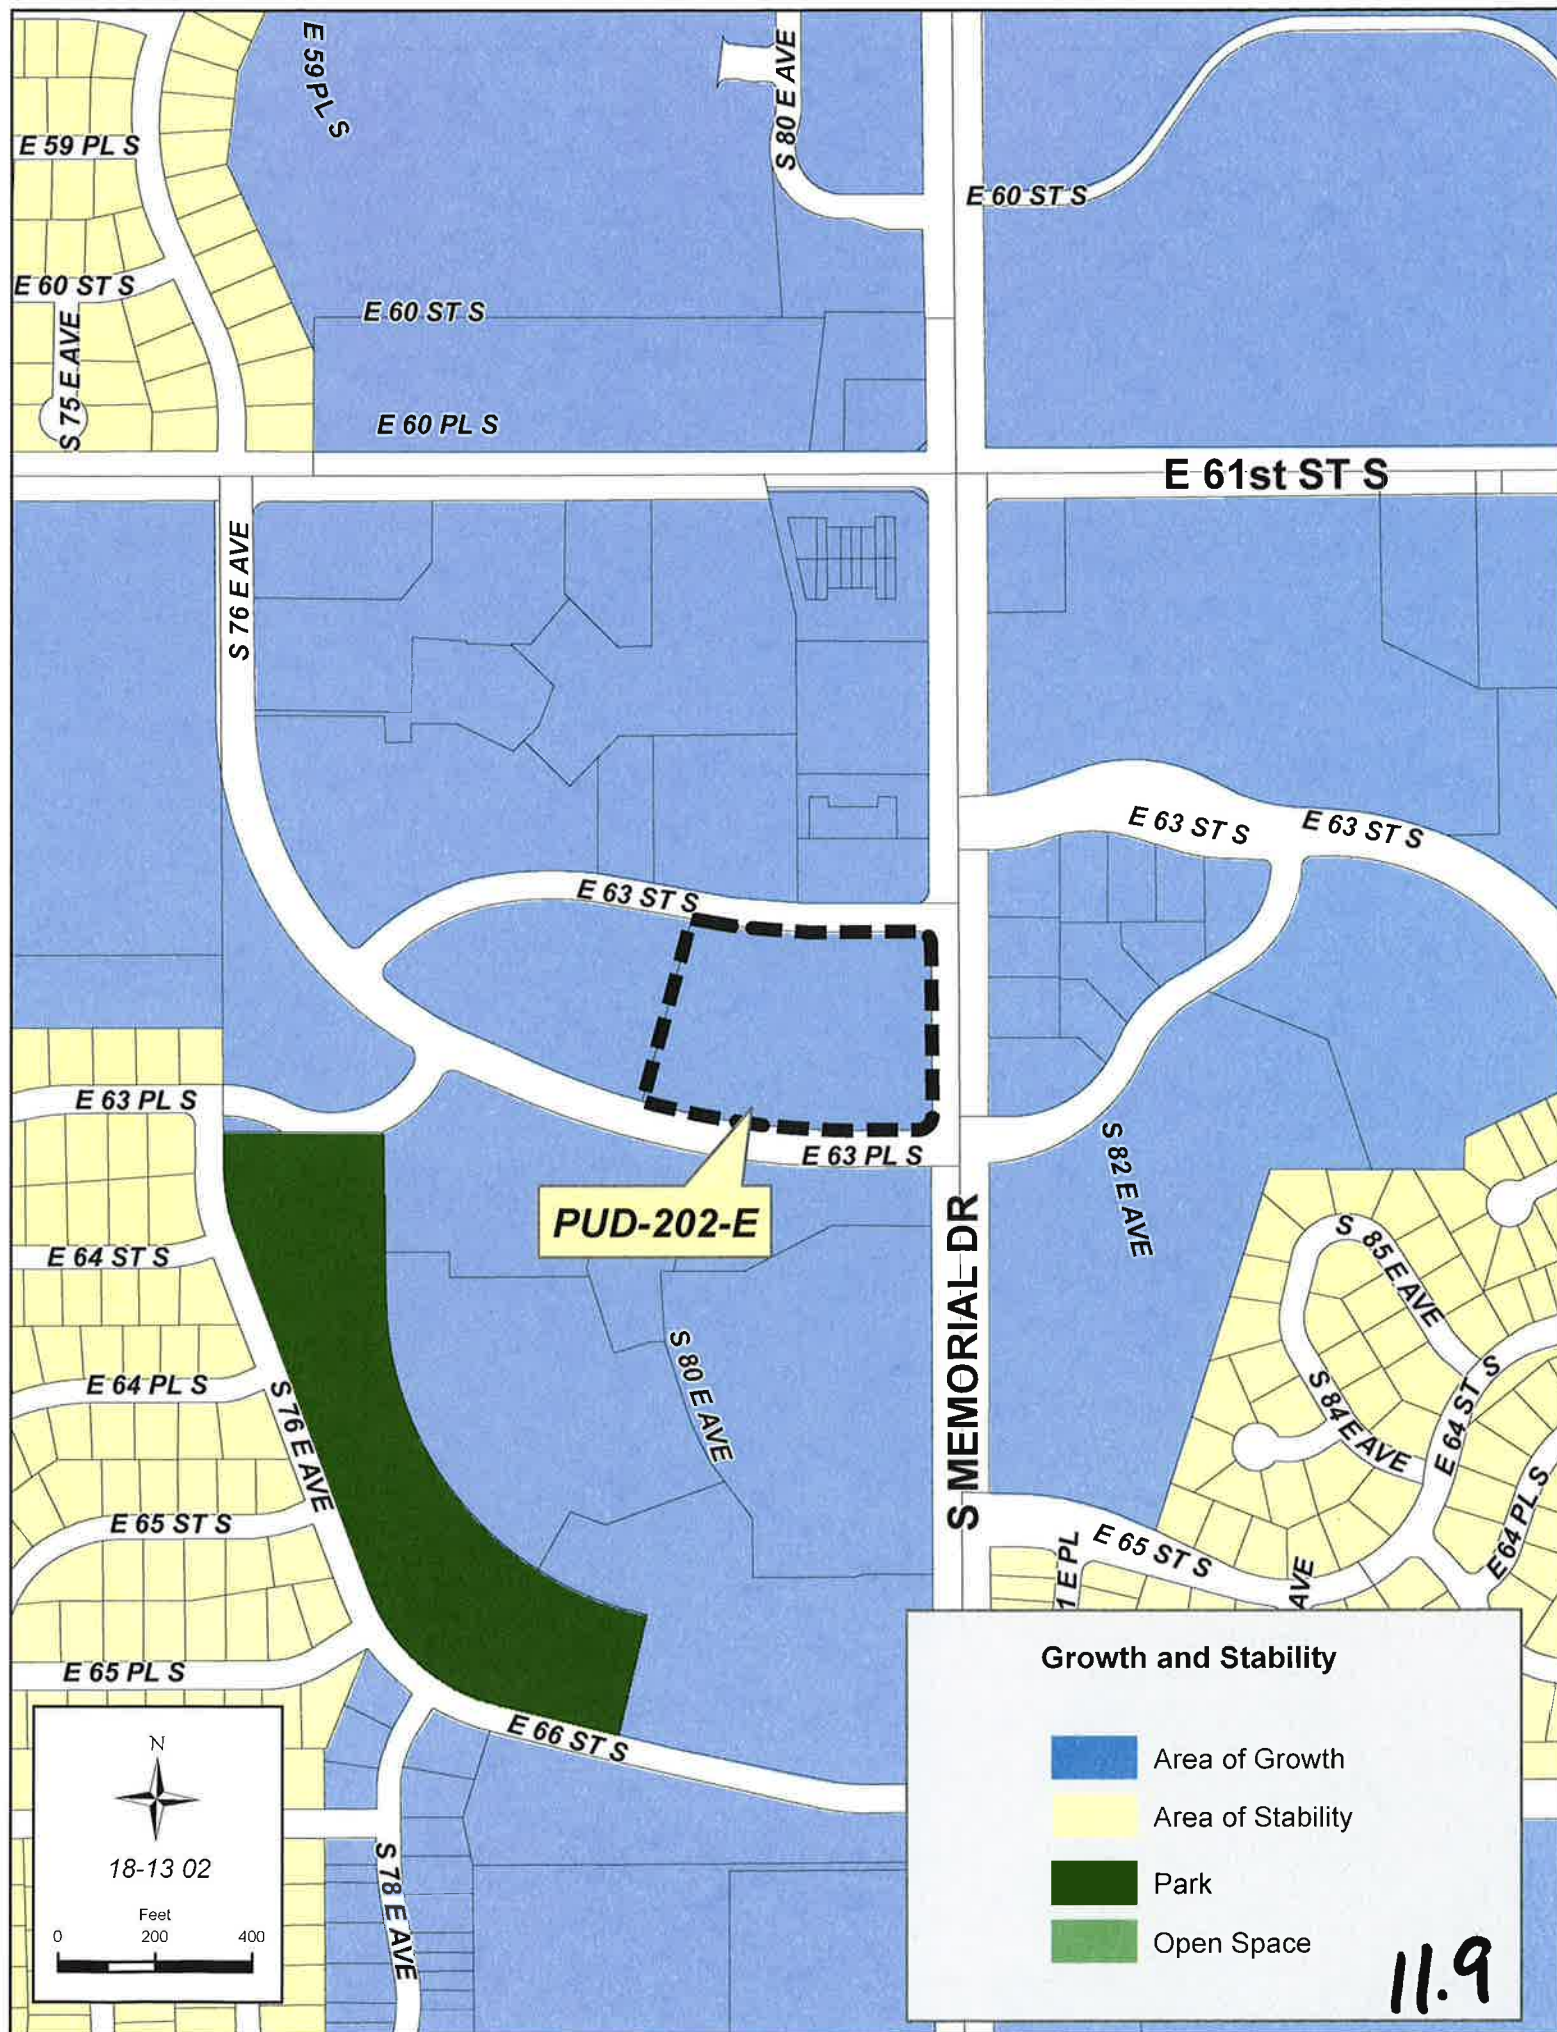 E 59 PL S
S 80 E AVE
E 59 PL S
E 60 ST S
E 60 ST S
E 60 ST S
S 75 E AVE
E 60 PL S
E 61st ST S
S 76 E AVE
E 63 ST S
E 63 ST S
E 63 ST S
E 63 PL S
E 63 PL S
S 82 E AVE
PUD-202-E
S MEMORIAL DR
E 64 ST S
S 85 E AVE
S 80 E AVE
E 64 PL S
S 76 E AVE
S 84 E AVE
E 64 ST S
E 64 PL S
E 65 ST S
E 65 ST S
1 E PL
AVE
E 65 PL S
E 66 ST S
S 78 E AVE
N
18-13 02
Feet
0 200 400
Growth and Stability
Area of Growth
Area of Stability
Park
Open Space
11.9